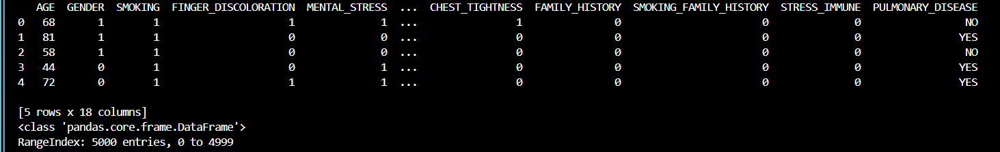 AGE  GENDER  SMOKING  FINGER_DISCOLORATION  MENTAL_STRESS  ...  CHEST_TIGHTNESS  FAMILY_HISTORY  SMOKING_FAMILY_HISTORY  STRESS_IMMUNE  PULMONARY_DISEASE
0   68       1        1                     1              1  ...                1               0                       0              0                 NO
1   81       1        1                     0              0  ...                0               0                       0              0                YES
2   58       1        1                     0              0  ...                0               0                       0              0                 NO
3   44       0        1                     0              1  ...                0               0                       0              0                YES
4   72       0        1                     1              1  ...                0               0                       0              0                YES
[5 rows x 18 columns]
<class 'pandas.core.frame.DataFrame'>
RangeIndex: 5000 entries, 0 to 4999